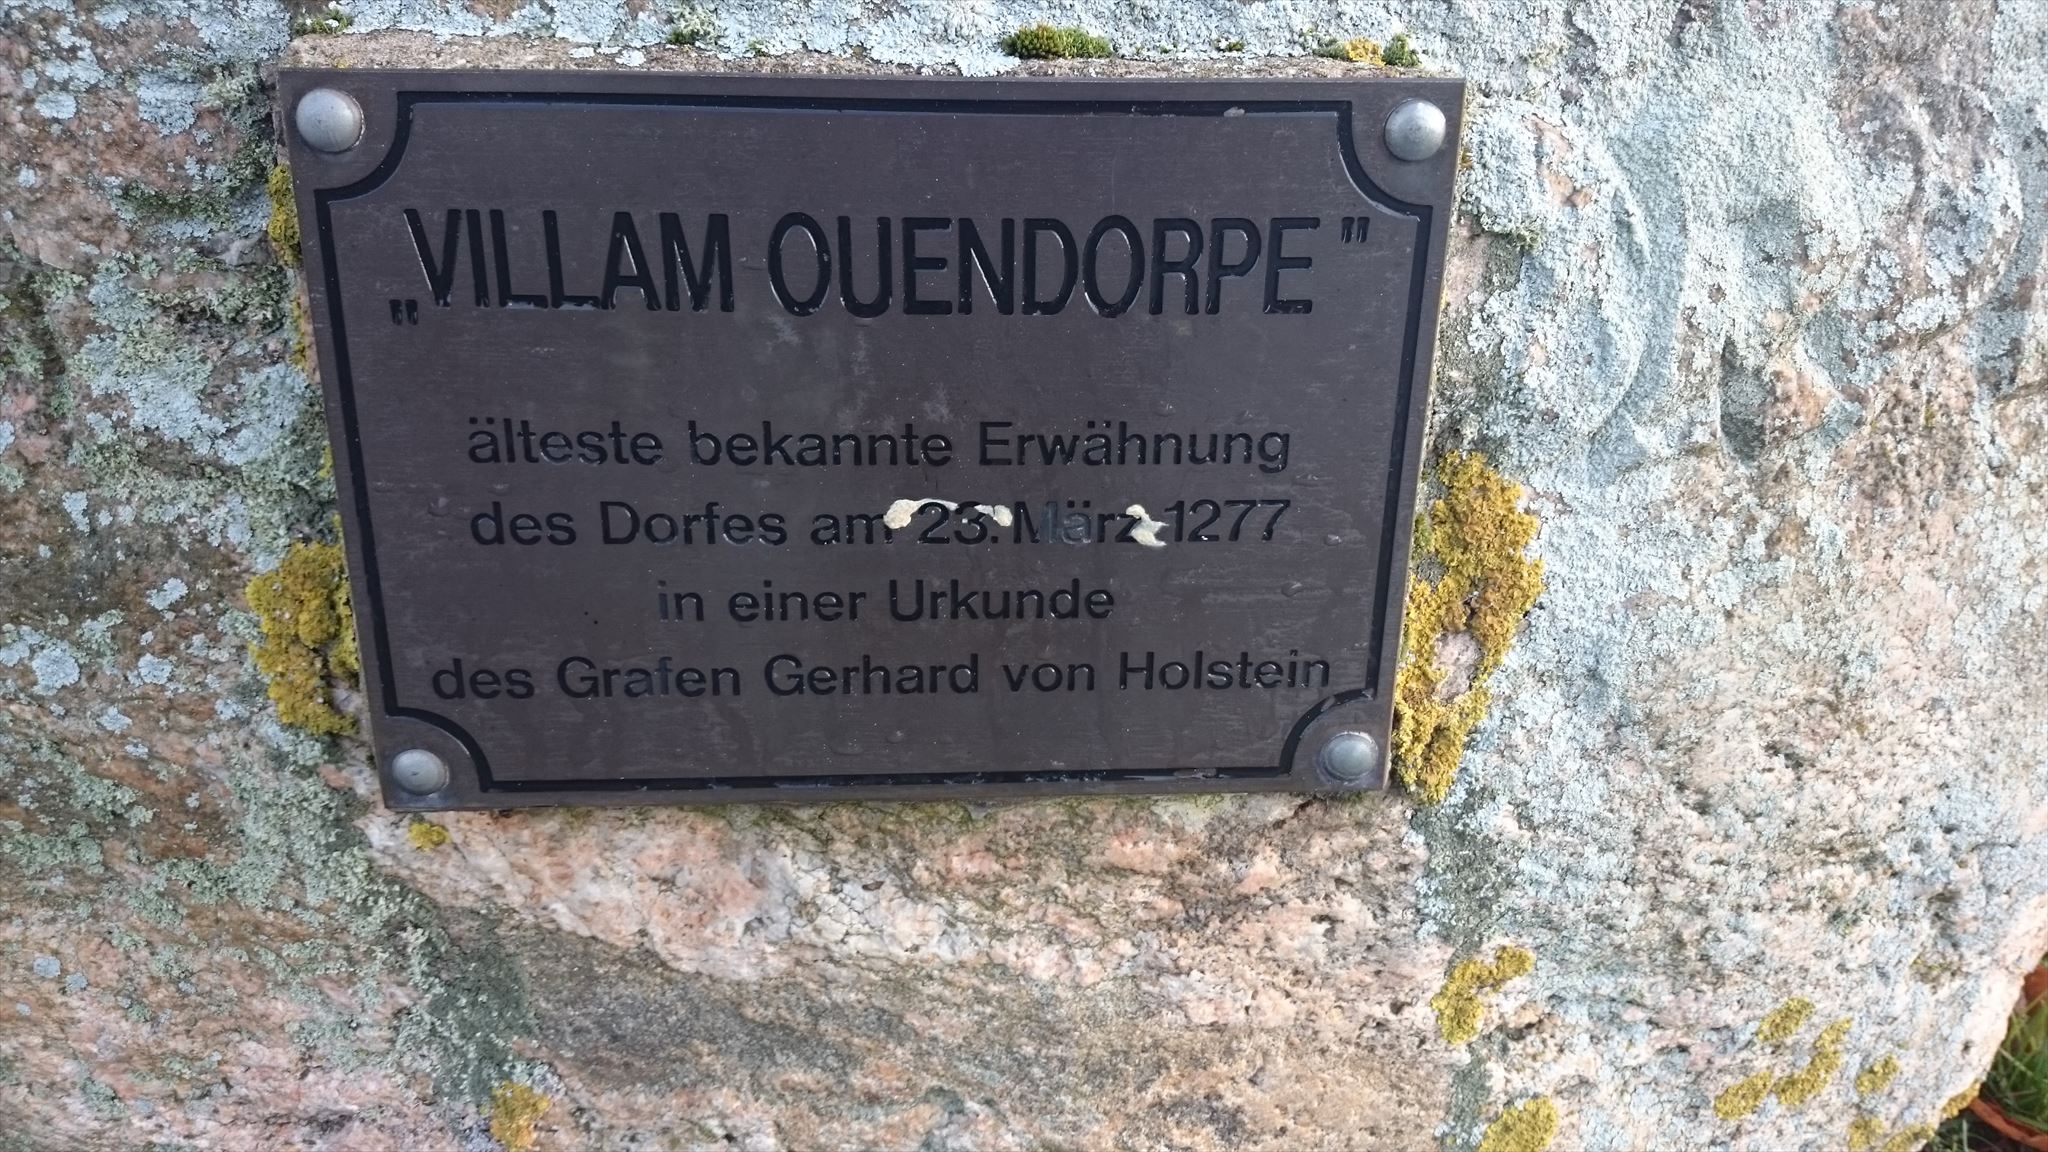 „VILLAM OUENDORPE"
älteste bekannte Erwähnung
des Dorfes am 23. März 1277
in einer Urkunde
des Grafen Gerhard von Holstein